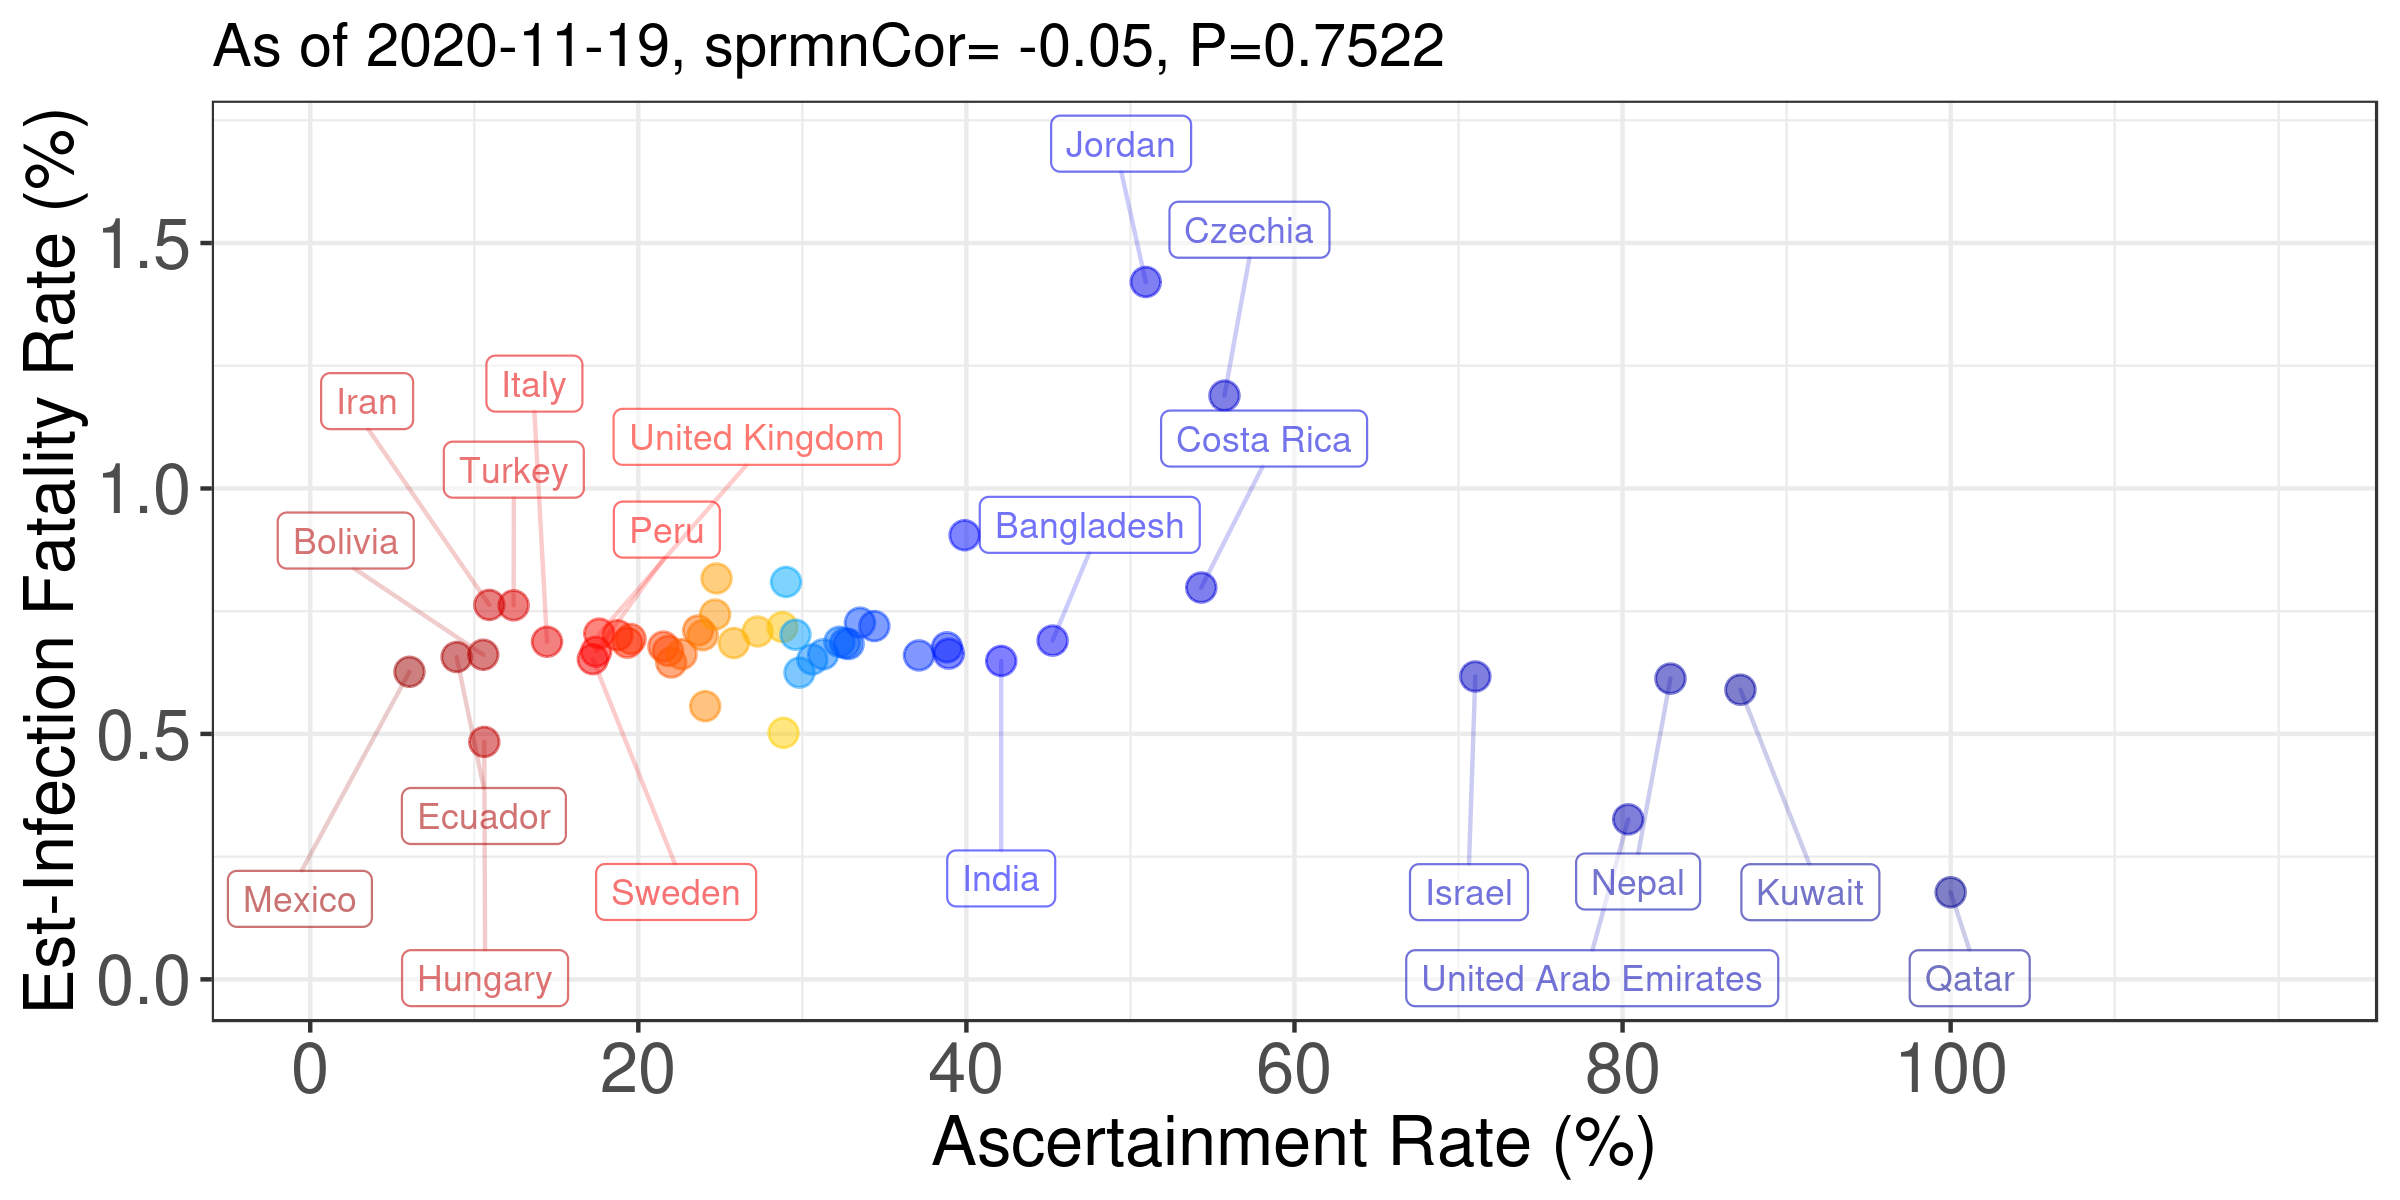 As of 2020-11-19, sprmnCor= -0.05, P=0.7522
Est-Infection Fatality Rate (%)
1.5
1.0
0.5
0.0
Jordan
Czechia
Italy
Iran
United Kingdom
Costa Rica
Turkey
Bangladesh
Peru
Bolivia
Ecuador
India
Nepal
Mexico
Sweden
Israel
Kuwait
Hungary
United Arab Emirates
Qatar
0
20
40
60
80
100
Ascertainment Rate (%)